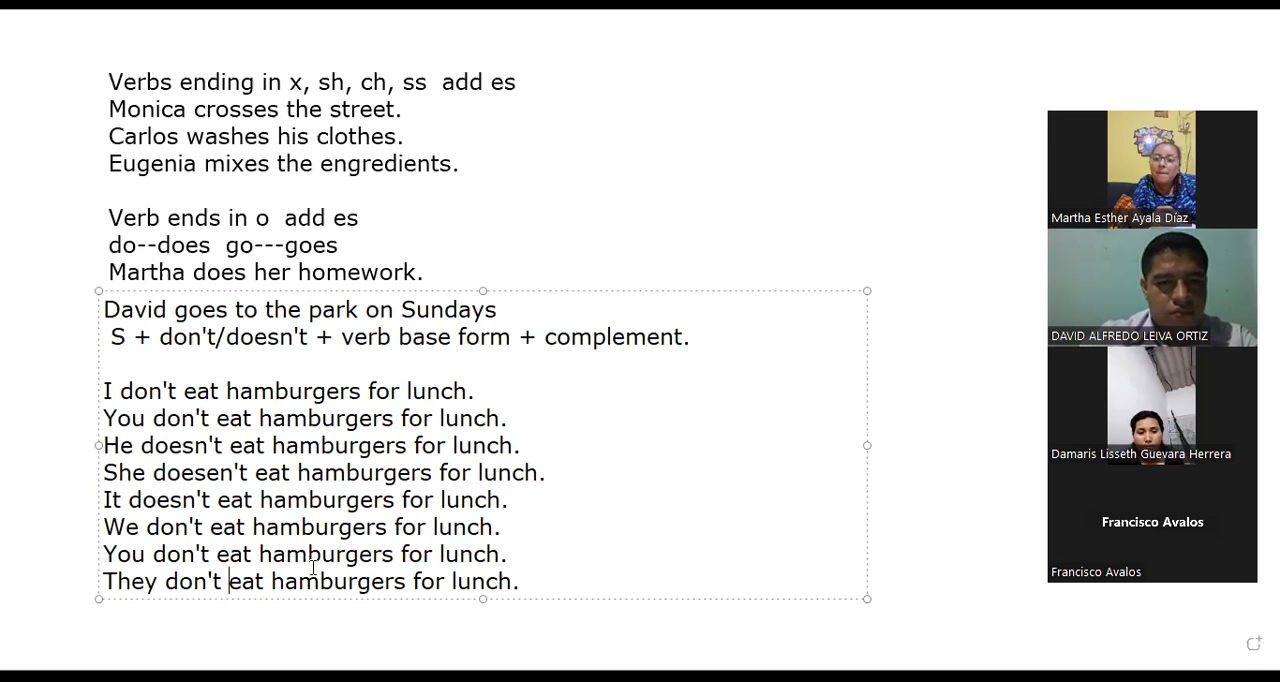 Verbs ending in x, sh, ch, ss  add es
Monica crosses the street.
Carlos washes his clothes.
Eugenia mixes the engredients.
Verb ends in o  add es
do--does  go---goes
Martha does her homework.
David goes to the park on Sundays
S + don't/doesn't + verb base form + complement.
I don't eat hamburgers for lunch.
You don't eat hamburgers for lunch.
He doesn't eat hamburgers for lunch.
She doesen't eat hamburgers for lunch.
It doesn't eat hamburgers for lunch.
We don't eat hamburgers for lunch.
You don't eat hamburgers for lunch.
They don't eat hamburgers for lunch.
Martha Esther Ayala Díaz
DAVID ALFREDO LEIVA ORTIZ
Damaris Lisseth Guevara Herrera
Francisco Avalos
Francisco Avalos